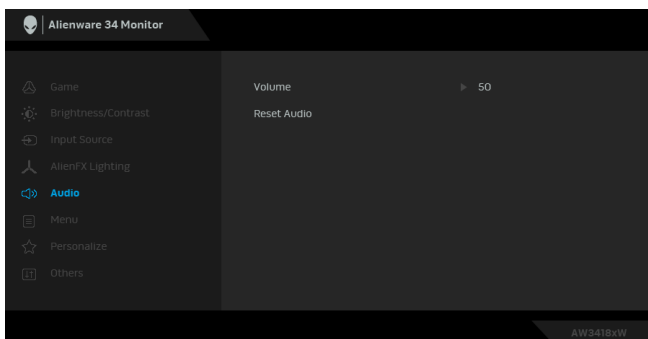 Alienware 34 Monitor
Game
Volume 50
Brightness/Contrast
Reset Audio
Input Source
AlienFX Lighting
Audio
Menu
Personalize
Others
AW3418xW